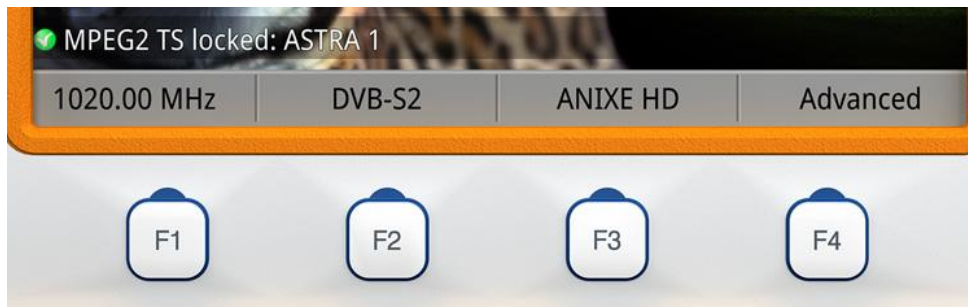 MPEG2 TS locked: ASTRA 1
1020.00 MHz DVB-S2 ANIXE HD Advanced
F1 F2 F3 F4